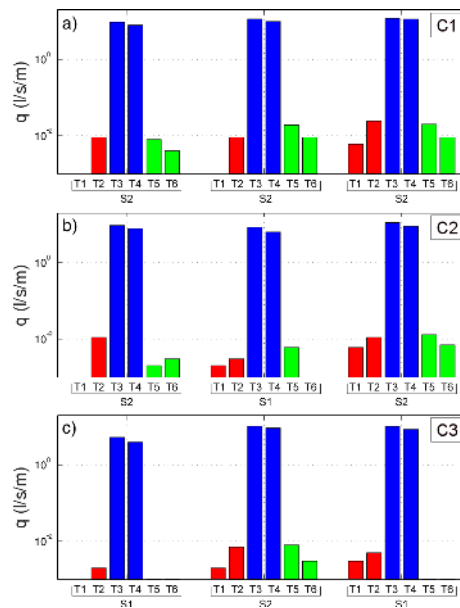 a) C1
10⁰
q (l/s/m)
10⁻²
T1 T2 T3 T4 T5 T6 T1 T2 T3 T4 T5 T6 T1 T2 T3 T4 T5 T6
S2 S2 S2
b) C2
10⁰
q (l/s/m)
10⁻²
T1 T2 T3 T4 T5 T6 T1 T2 T3 T4 T5 T6 T1 T2 T3 T4 T5 T6
S2 S1 S2
c) C3
10⁰
q (l/s/m)
10⁻²
T1 T2 T3 T4 T5 T6 T1 T2 T3 T4 T5 T6 T1 T2 T3 T4 T5 T6
S1 S2 S1